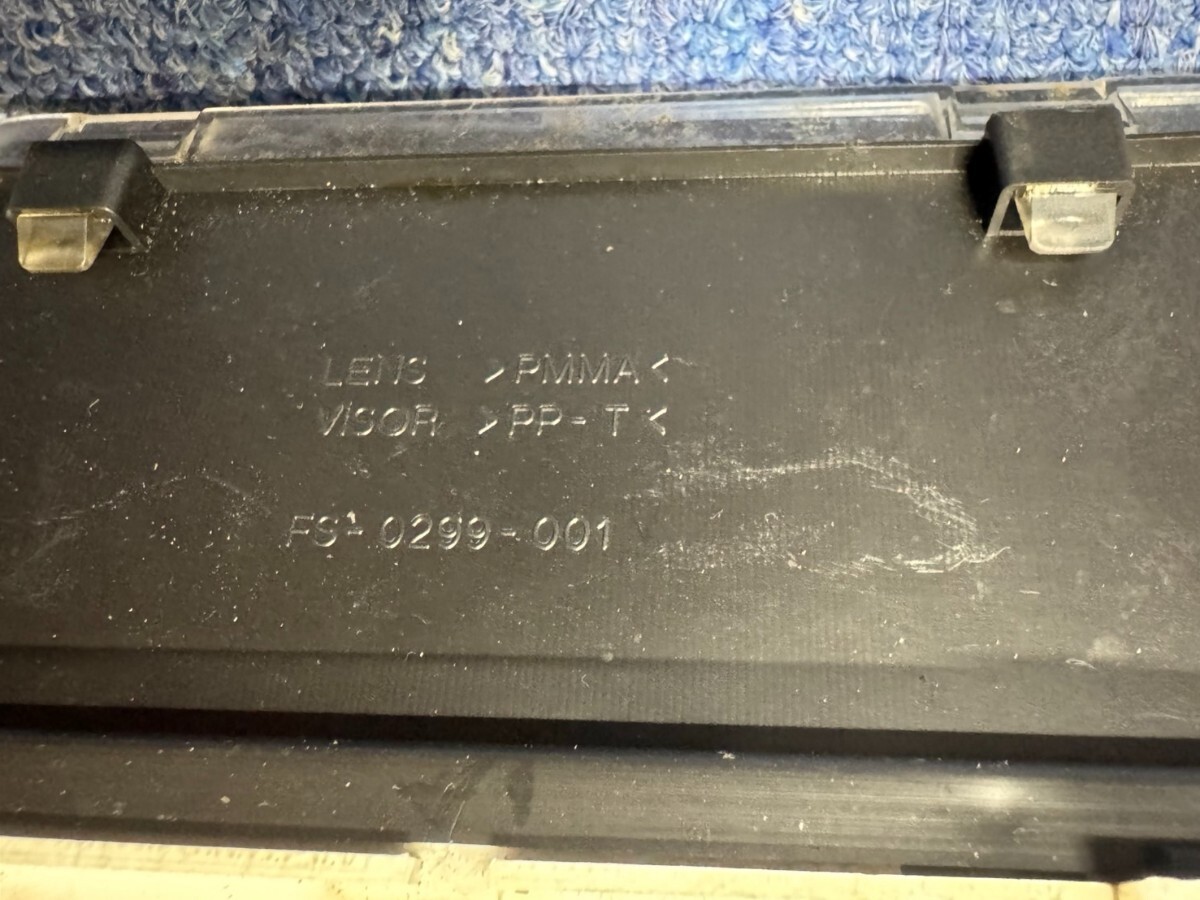 LENS >PMMA<
VISOR >PP-T<
FS-0299-001